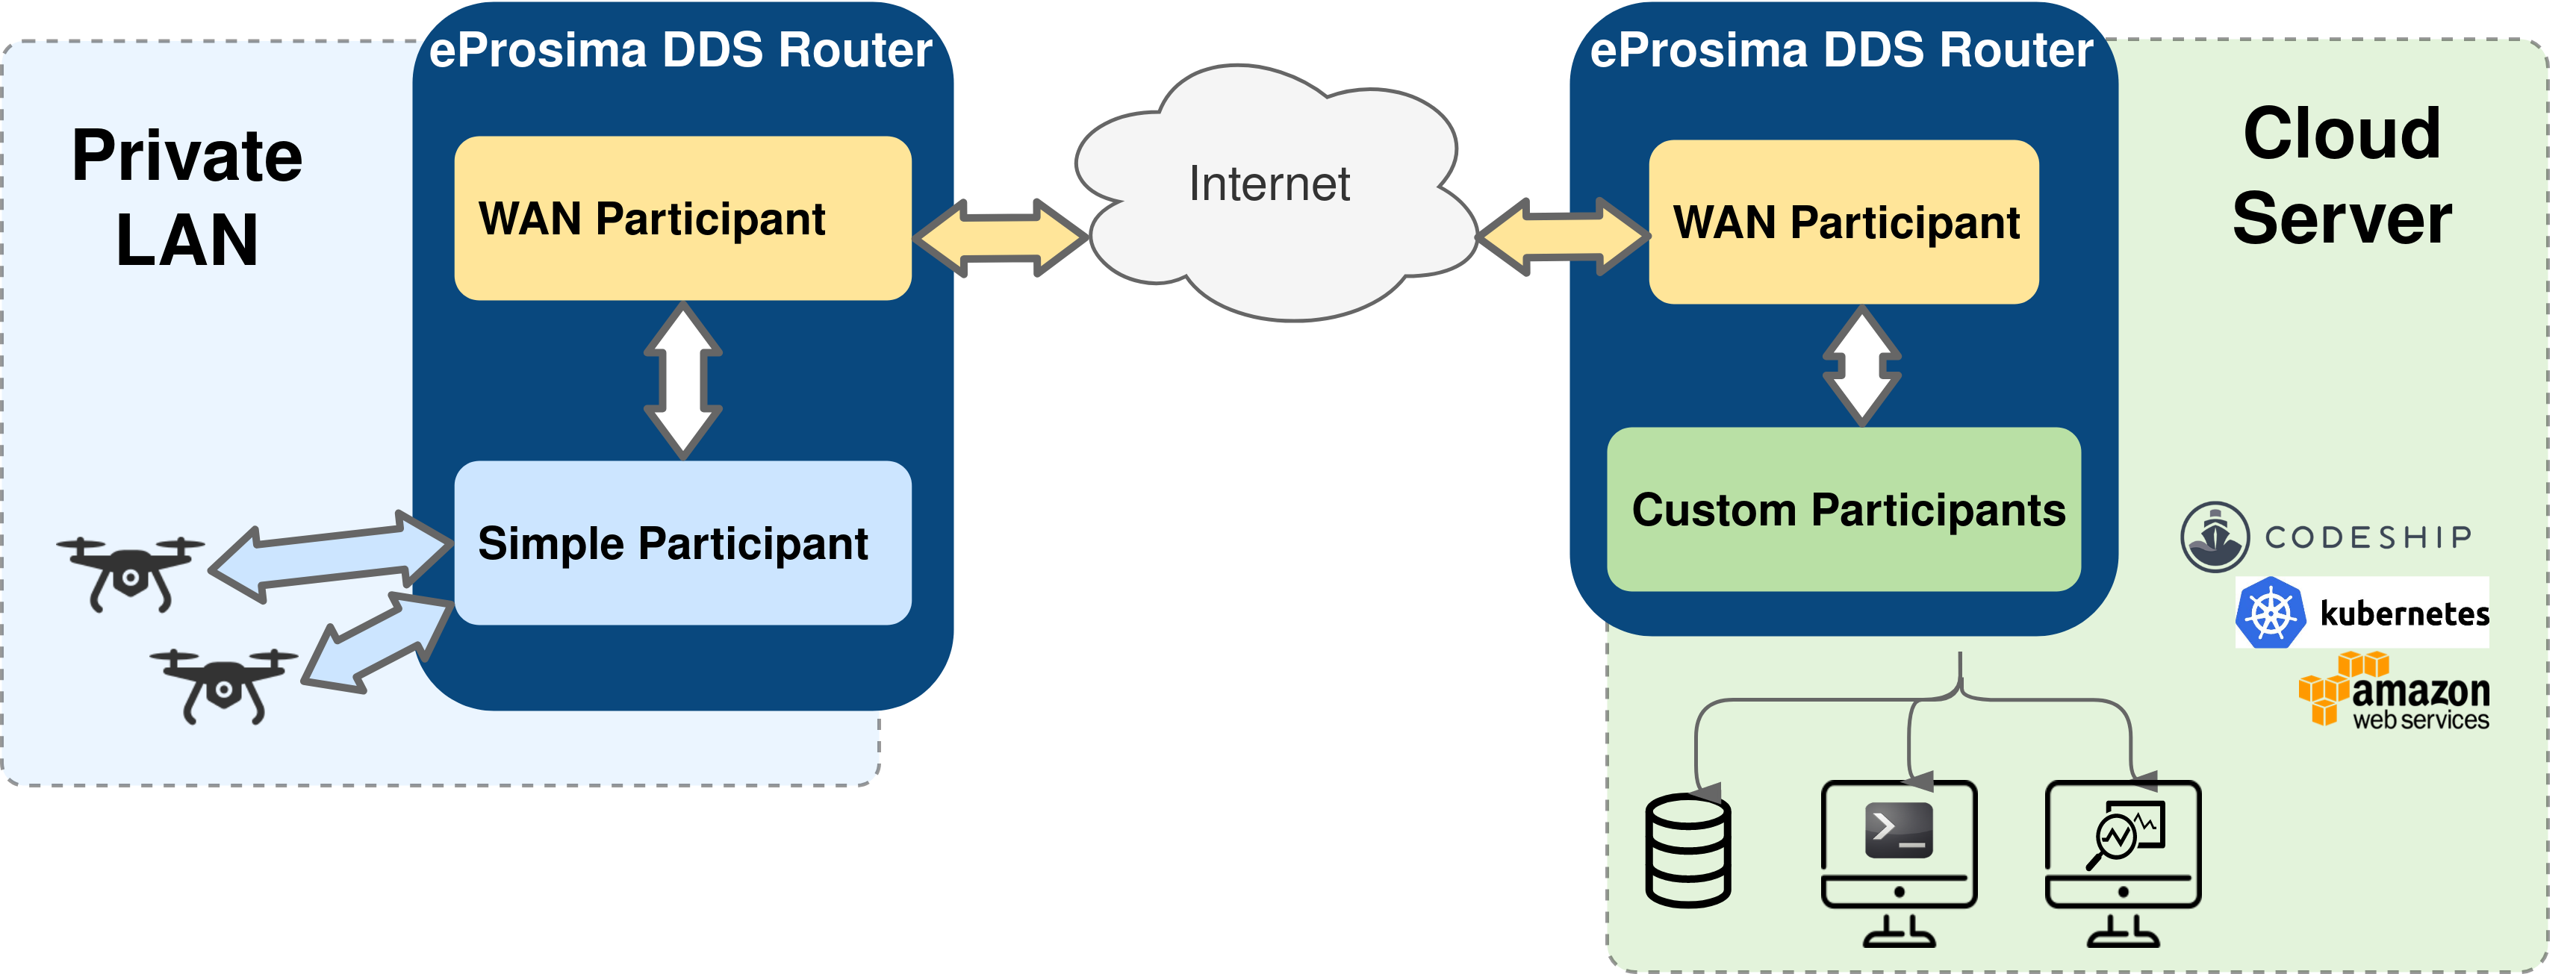 eProsima DDS Router
Private
LAN
WAN Participant
Simple Participant
Internet
eProsima DDS Router
WAN Participant
Custom Participants
Cloud
Server
CODESHIP
kubernetes
amazon
web services